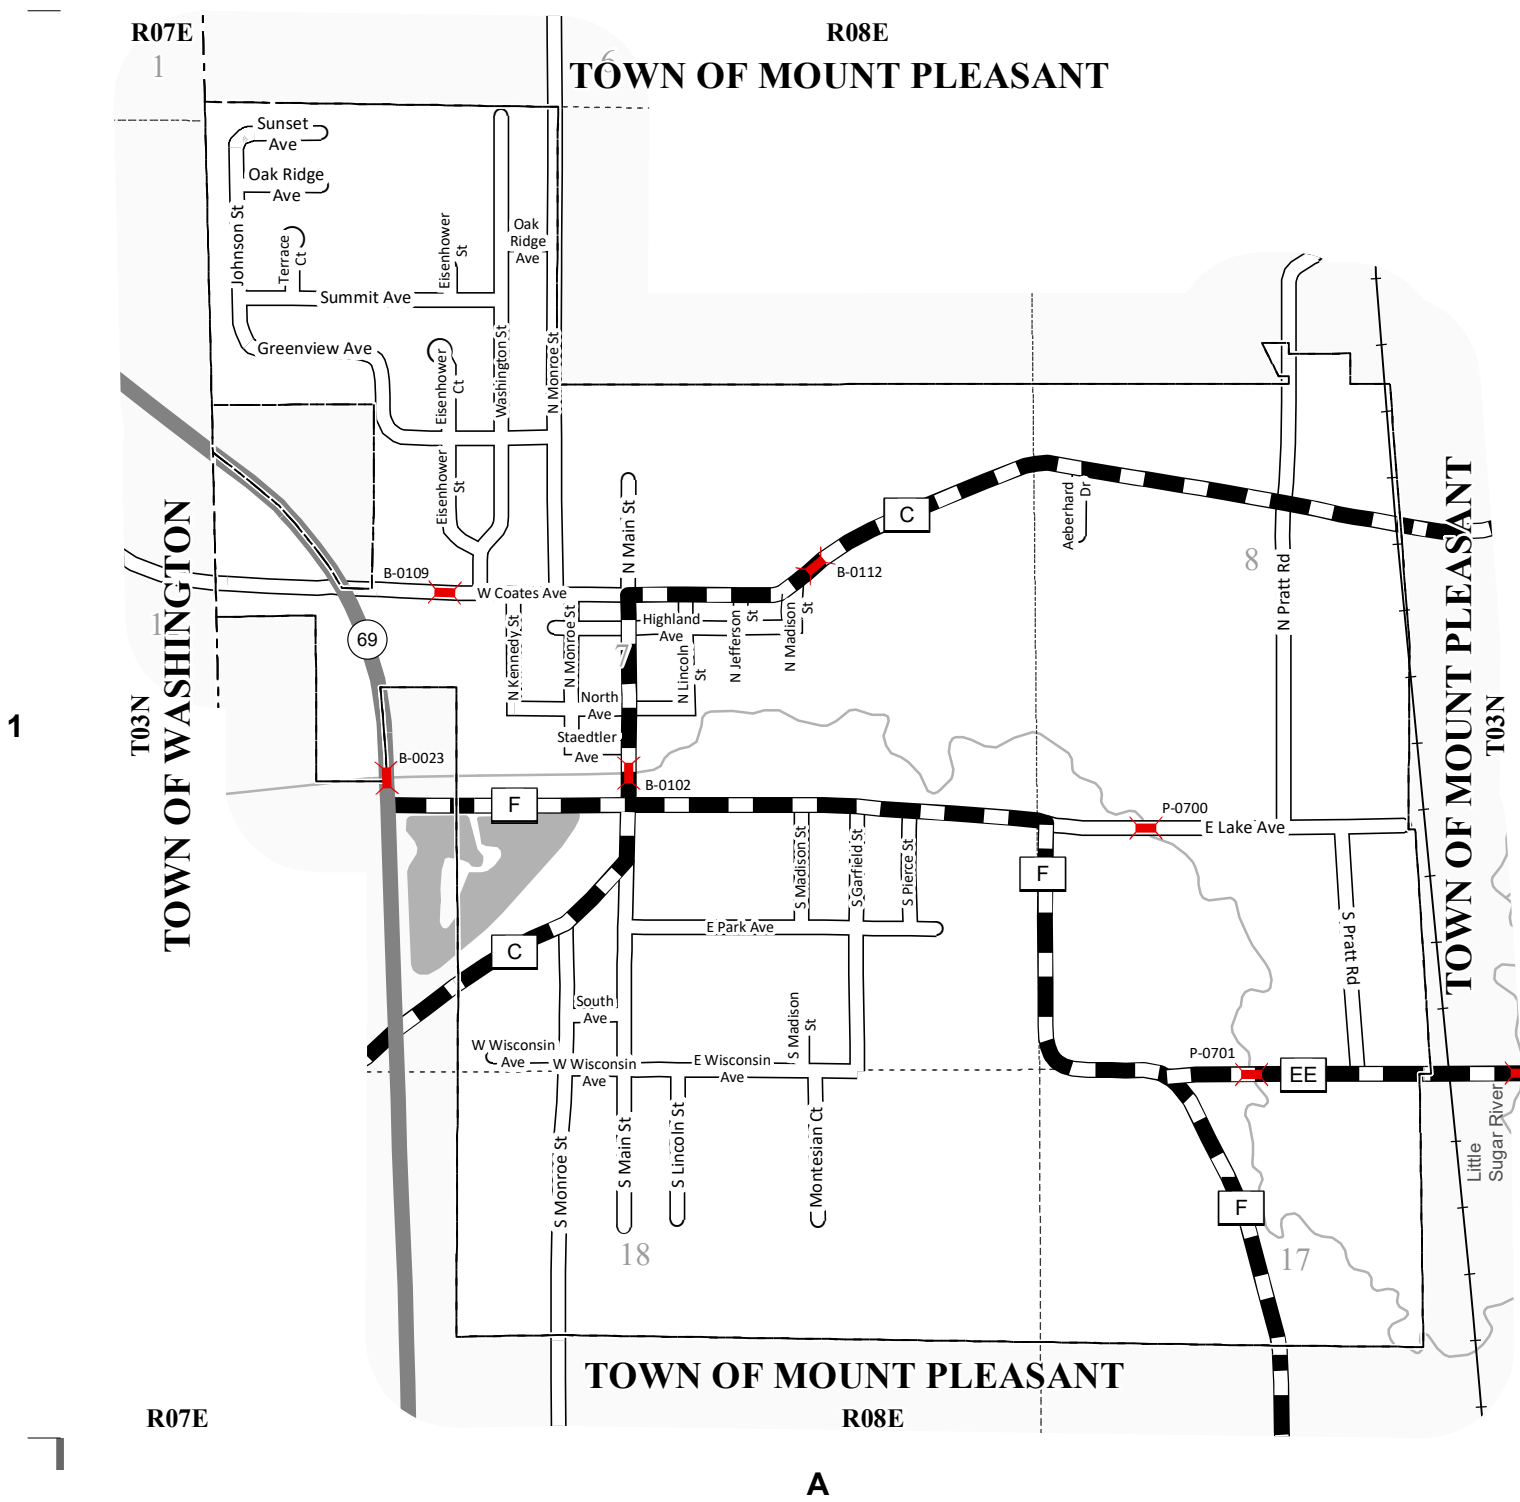 R07E
R08E
1
6
TOWN OF MOUNT PLEASANT
Sunset
Ave
Oak Ridge
Ave
Johnson St
Terrace
Ct
Eisenhower
St
Oak
Ridge
Ave
Summit Ave
Greenview Ave
Eisenhower
Ct
Washington St
N Monroe St
Eisenhower
St
N Main St
C
Aeberhard
Dr
8
N Pratt Rd
TOWN OF MOUNT PLEASANT
T03N
TOWN OF WASHINGTON
T03N
1
1
B-0109
W Coates Ave
B-0112
69
N Kennedy St
N Monroe St
Highland
Ave
7
N Lincoln
St
N Jefferson
St
N Madison
St
North
Ave
Staedtler
Ave
B-0023
B-0102
F
P-0700
E Lake Ave
F
S Madison St
S Garfield St
S Pierce St
E Park Ave
C
S Pratt Rd
South
Ave
S Madison
St
W Wisconsin
Ave
W Wisconsin
Ave
E Wisconsin
Ave
P-0701
EE
Little
Sugar River
S Monroe St
S Main St
S Lincoln St
Montesian Ct
F
18
17
TOWN OF MOUNT PLEASANT
R07E
R08E
A